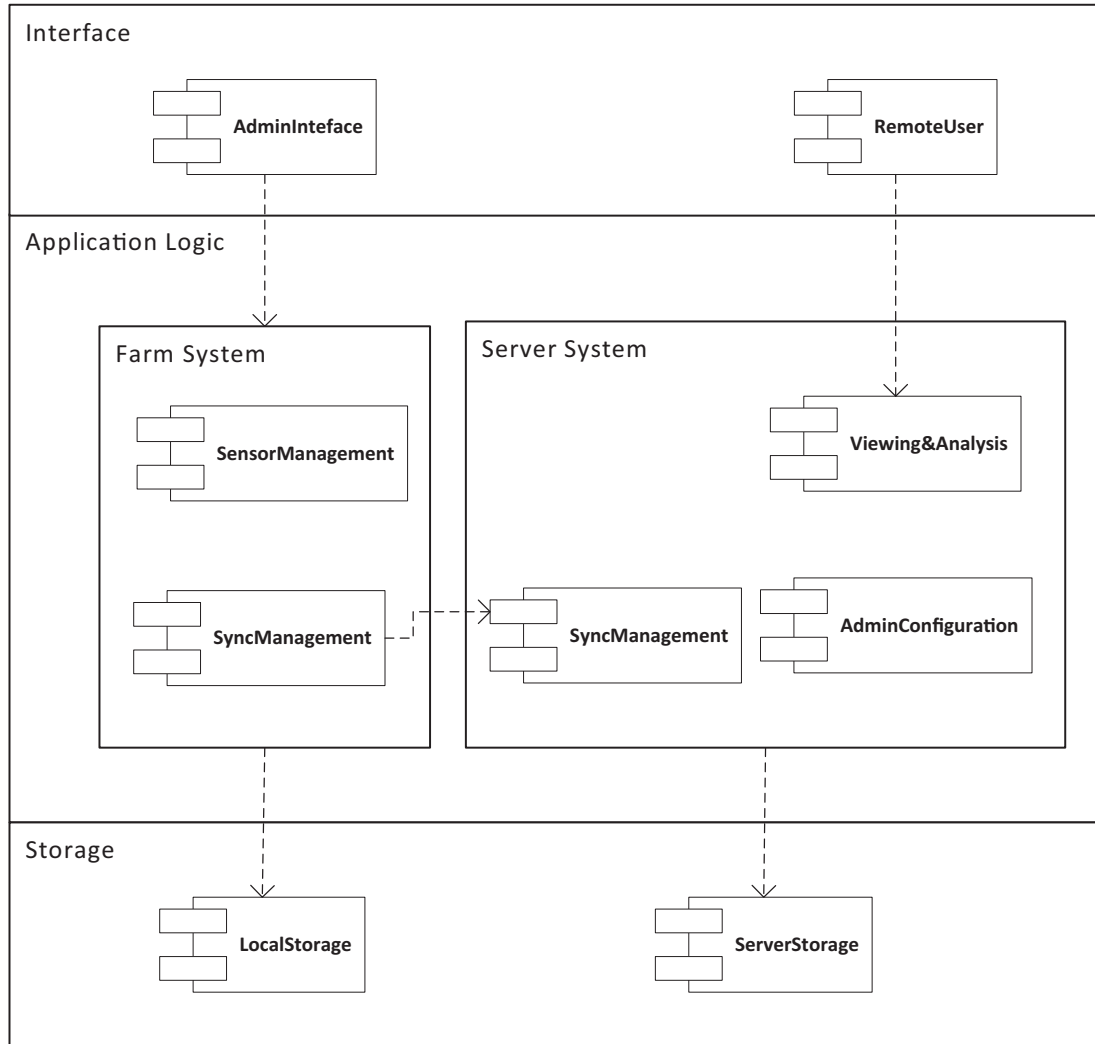 Interface
AdminInteface
RemoteUser
Application Logic
Farm System
Server System
SensorManagement
Viewing&Analysis
SyncManagement
SyncManagement
AdminConfiguration
Storage
LocalStorage
ServerStorage